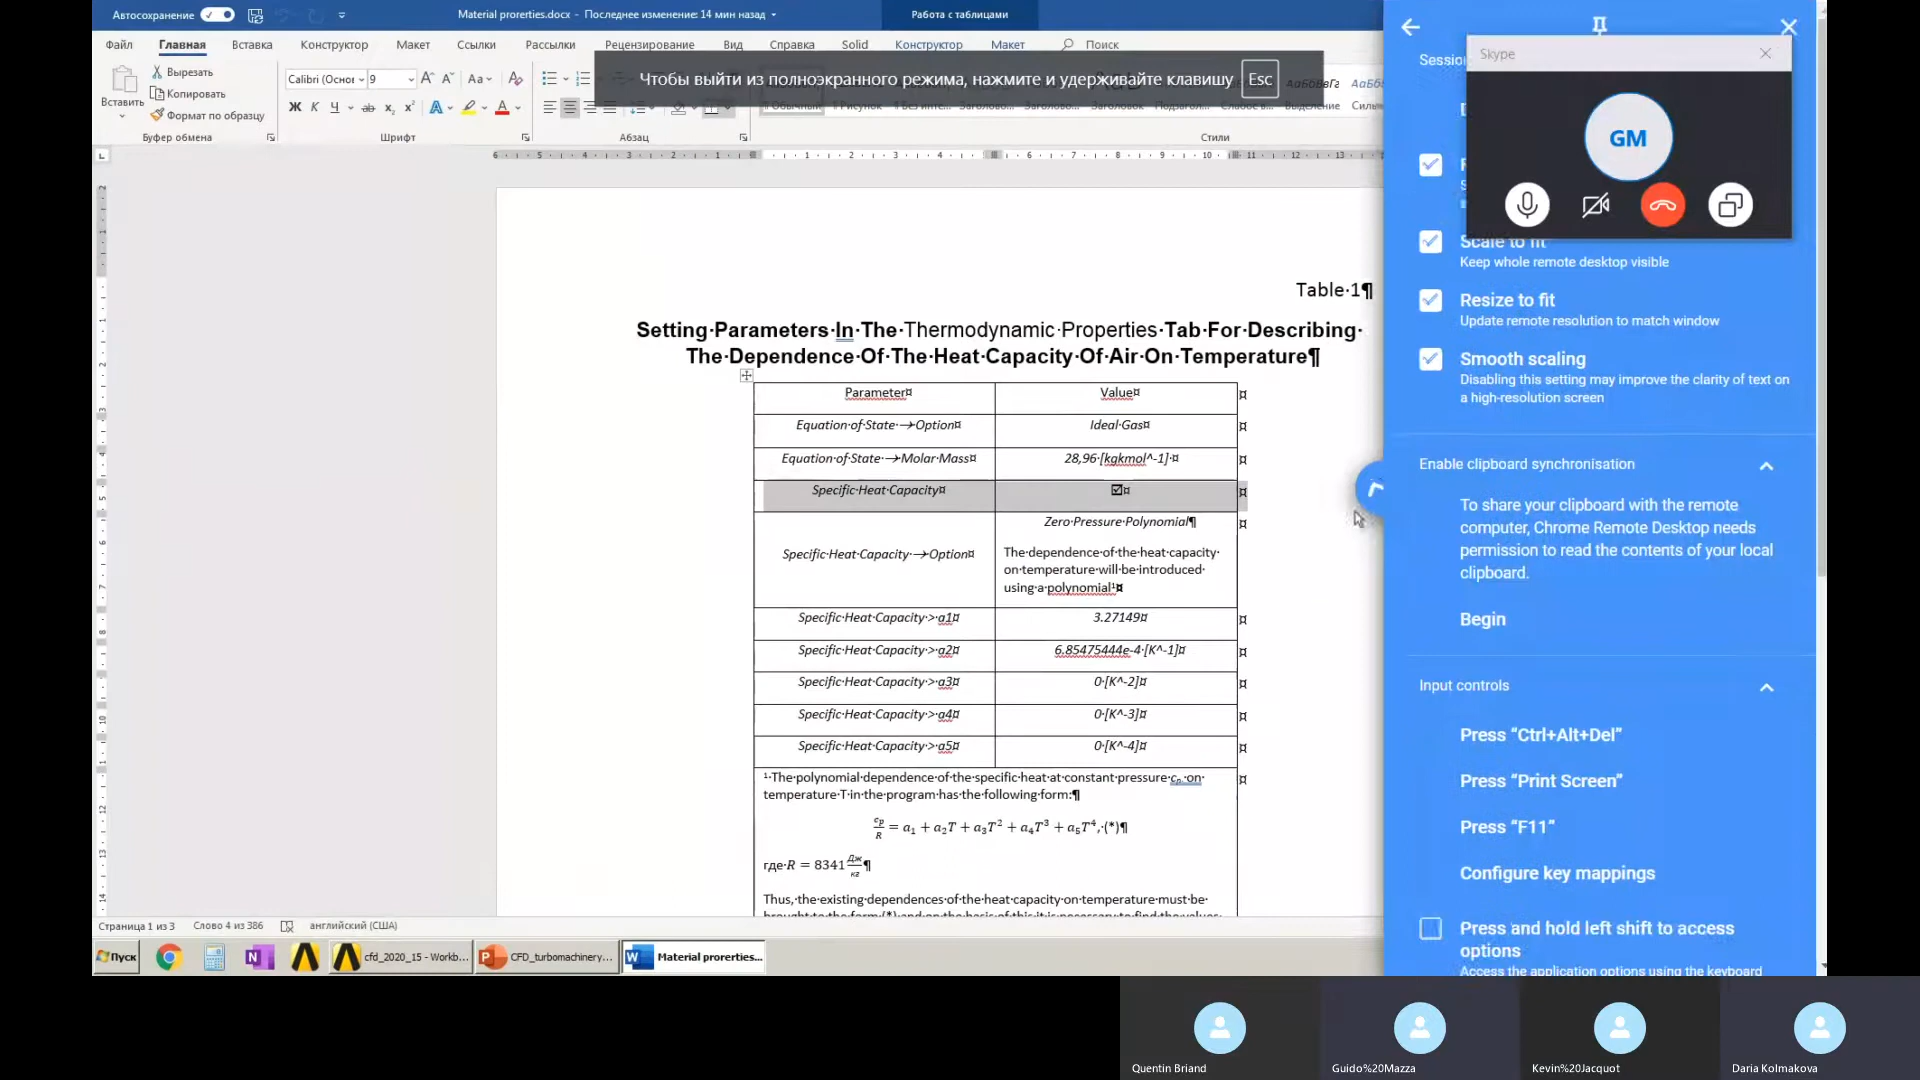 Автосохранение
Material prorerties.docx - Последнее изменение: 14 мин назад
Работа с таблицами
Файл Главная Вставка Конструктор Макет Ссылки Рассылки Рецензирование Вид Справка Solid Конструктор Макет Поиск
Вставить
Вырезать
Копировать
Формат по образцу
Буфер обмена
Calibri (Оснοι 9
Ж К Ч
Шрифт
Абзац
Стили
Чтобы выйти из полноэкранного режима, нажмите и удерживайте клавишу Esc
Table·1¶
Setting·Parameters·In·The·Thermodynamic·Properties·Tab·For·Describing·
The·Dependence·Of·The·Heat·Capacity·Of·Air·On·Temperature¶
Parameter¤ Value¤
Equation·of·State·→Option¤ Ideal·Gas¤
Equation·of·State·→Molar·Mass¤ 28,96·[kgkmol^-1]·¤
Specific·Heat·Capacity¤ ☑¤
Specific·Heat·Capacity·→Option¤
Zero·Pressure·Polynomial¶
The·dependence·of·the·heat·capacity·
on·temperature·will·be·introduced·
using·a·polynomial¹¤
Specific·Heat·Capacity·>·a1¤ 3.27149¤
Specific·Heat·Capacity·>·a2¤ 6.85475444e-4·[K^-1]¤
Specific·Heat·Capacity·>·a3¤ 0·[K^-2]¤
Specific·Heat·Capacity·>·a4¤ 0·[K^-3]¤
Specific·Heat·Capacity·>·a5¤ 0·[K^-4]¤
¹·The·polynomial·dependence·of·the·specific·heat·at·constant·pressure·cₚ·on·
temperature·T·in·the·program·has·the·following·form:¶
cp/R = a₁ + a₂T + a₃T² + a₄T³ + a₅T⁴,·(*)¶
где·R = 8341 Дж/кг¶
Thus,·the·existing·dependences·of·the·heat·capacity·on·temperature·must·be·
Страница 1 из 3 Слово 4 из 386 английский (США)
Пуск
cfd_2020_15 - Workb...
CFD_turbomachinery...
Material prorerties...
Skype
GM
Scale to fit
Keep whole remote desktop visible
Resize to fit
Update remote resolution to match window
Smooth scaling
Disabling this setting may improve the clarity of text on
a high-resolution screen
Enable clipboard synchronisation
To share your clipboard with the remote
computer, Chrome Remote Desktop needs
permission to read the contents of your local
clipboard.
Begin
Input controls
Press “Ctrl+Alt+Del”
Press “Print Screen”
Press “F11”
Configure key mappings
Press and hold left shift to access
options
Access the application options using the keyboard
Quentin Briand
Guido%20Mazza
Kevin%20Jacquot
Daria Kolmakova